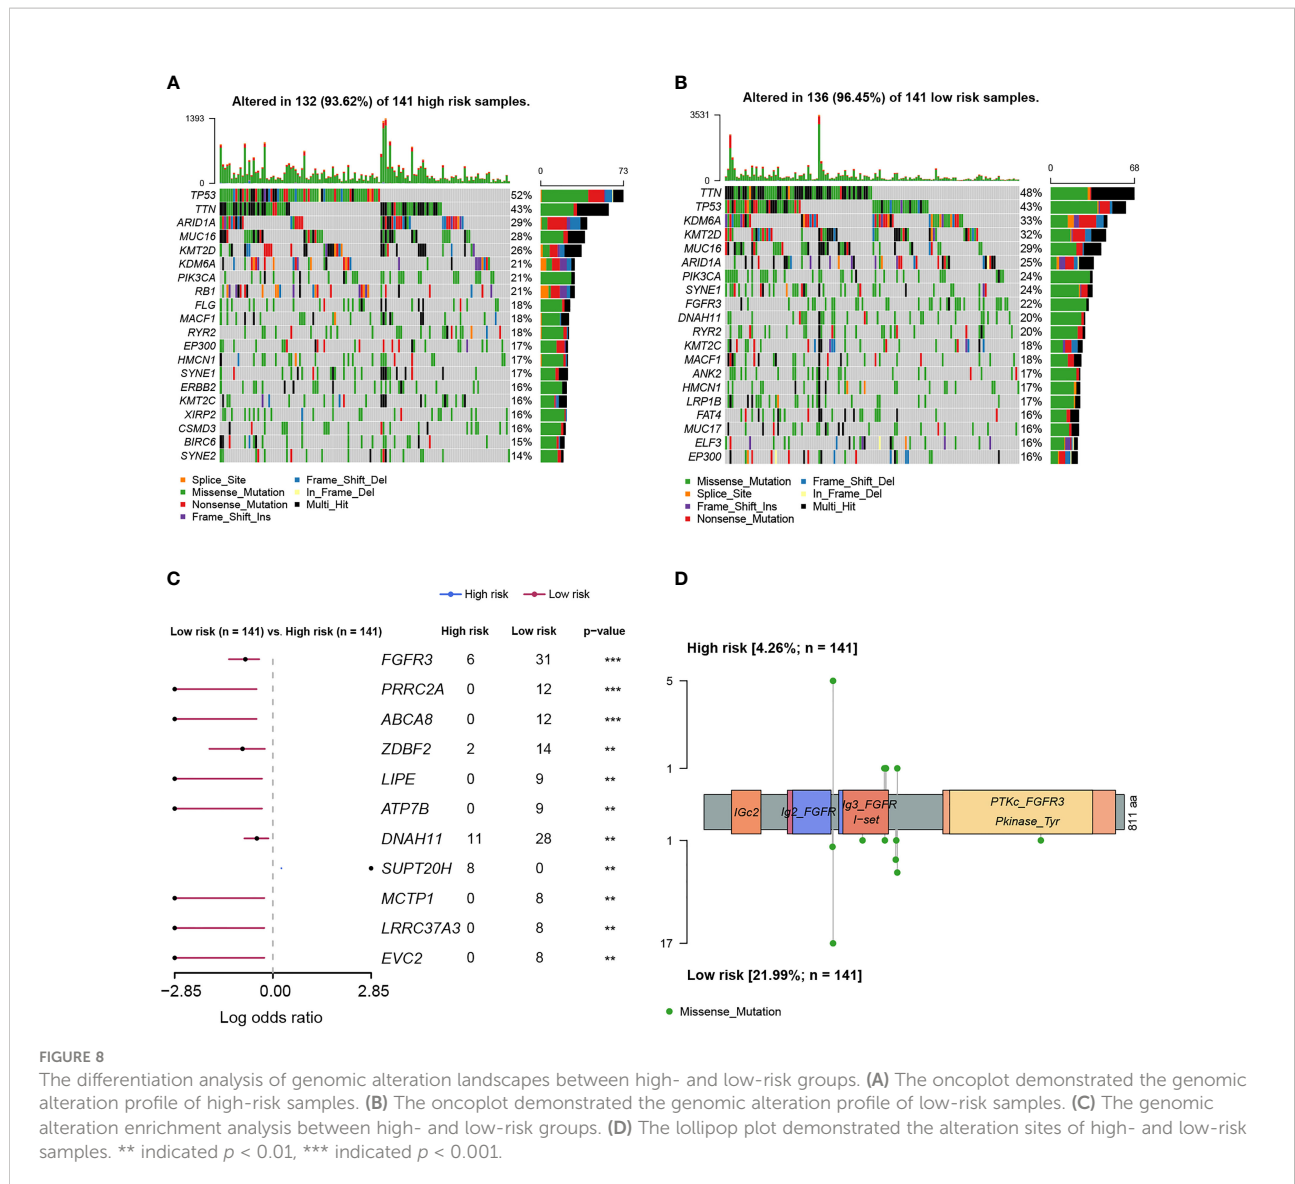 A
Altered in 132 (93.62%) of 141 high risk samples.
1393
0
0 73
TP53 52%
TTN 43%
ARID1A 29%
MUC16 28%
KMT2D 26%
KDM6A 21%
PIK3CA 21%
RB1 21%
FLG 18%
MACF1 18%
RYR2 18%
EP300 17%
HMCN1 17%
SYNE1 17%
ERBB2 16%
KMT2C 16%
XIRP2 16%
CSMD3 16%
BIRC6 15%
SYNE2 14%
Splice_Site Frame_Shift_Del
Missense_Mutation In_Frame_Del
Nonsense_Mutation Multi_Hit
Frame_Shift_Ins
B
Altered in 136 (96.45%) of 141 low risk samples.
3531
0
0 68
TTN 48%
TP53 43%
KDM6A 33%
KMT2D 32%
MUC16 29%
ARID1A 25%
PIK3CA 24%
SYNE1 24%
FGFR3 22%
DNAH11 20%
RYR2 20%
KMT2C 18%
MACF1 18%
ANK2 17%
HMCN1 17%
LRP1B 17%
FAT4 16%
MUC17 16%
ELF3 16%
EP300 16%
Missense_Mutation Frame_Shift_Del
Splice_Site In_Frame_Del
Frame_Shift_Ins Multi_Hit
Nonsense_Mutation
C
High risk Low risk
Low risk (n = 141) vs. High risk (n = 141) High risk Low risk p−value
FGFR3 6 31 ***
PRRC2A 0 12 ***
ABCA8 0 12 ***
ZDBF2 2 14 **
LIPE 0 9 **
ATP7B 0 9 **
DNAH11 11 28 **
SUPT20H 8 0 **
MCTP1 0 8 **
LRRC37A3 0 8 **
EVC2 0 8 **
−2.85 0.00 2.85
Log odds ratio
D
High risk [4.26%; n = 141]
5
1
IGc2 Ig2_FGFR Ig3_FGFR I−set PTKc_FGFR3 Pkinase_Tyr
811 aa
1
17
Low risk [21.99%; n = 141]
Missense_Mutation
FIGURE 8
The differentiation analysis of genomic alteration landscapes between high- and low-risk groups. (A) The oncoplot demonstrated the genomic
alteration profile of high-risk samples. (B) The oncoplot demonstrated the genomic alteration profile of low-risk samples. (C) The genomic
alteration enrichment analysis between high- and low-risk groups. (D) The lollipop plot demonstrated the alteration sites of high- and low-risk
samples. ** indicated p < 0.01, *** indicated p < 0.001.